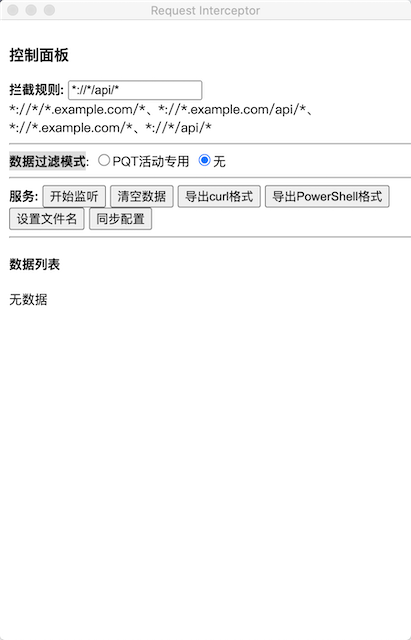 Request Interceptor
控制面板
拦截规则: *://*/api/*
*://*/*.example.com/*、*://*.example.com/api/*、
*://*.example.com/*、*://*/api/*
数据过滤模式: PQT活动专用 无
服务: 开始监听 清空数据 导出curl格式 导出PowerShell格式
设置文件名 同步配置
数据列表
无数据